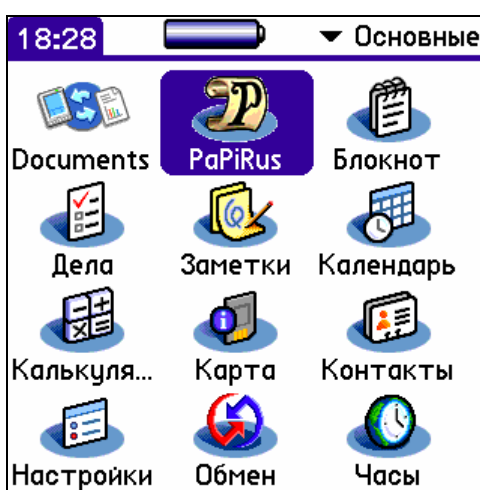 18:28 Основные
Documents PaPiRus Блокнот
Дела Заметки Календарь
Калькуля... Карта Контакты
Настройки Обмен Часы